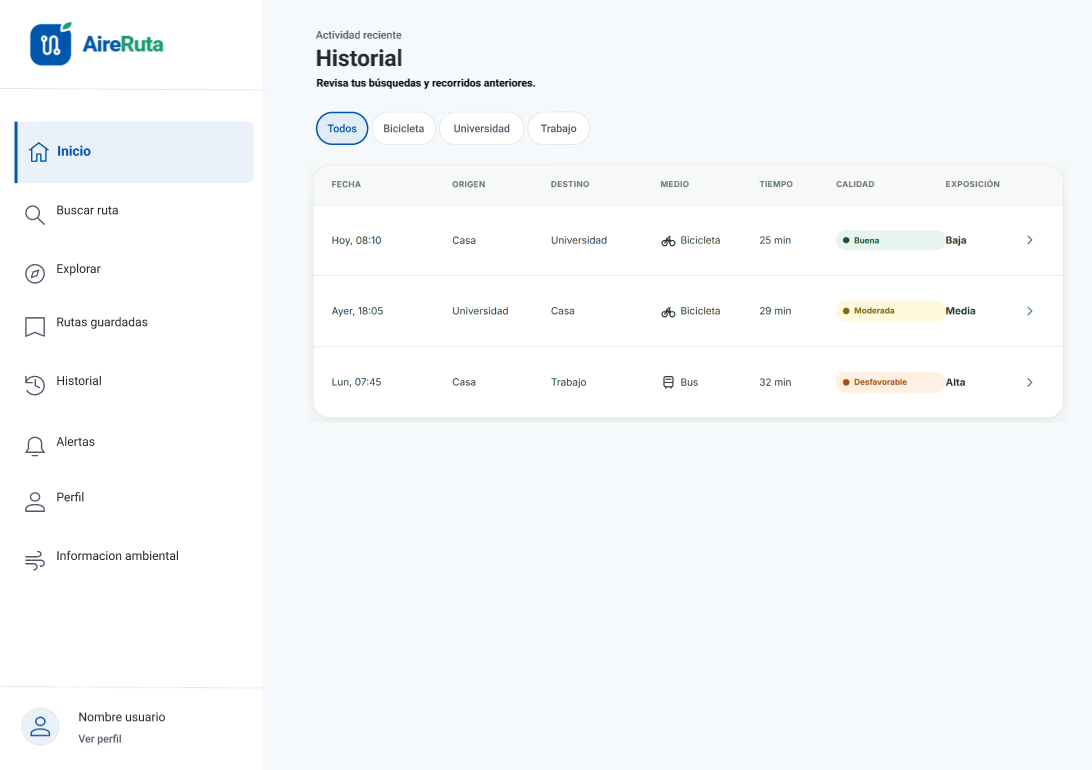 AireRuta
Inicio
Buscar ruta
Explorar
Rutas guardadas
Historial
Alertas
Perfil
Informacion ambiental
Nombre usuario
Ver perfil
Actividad reciente
Historial
Revisa tus búsquedas y recorridos anteriores.
Todos Bicicleta Universidad Trabajo
FECHA ORIGEN DESTINO MEDIO TIEMPO CALIDAD EXPOSICIÓN
Hoy, 08:10 Casa Universidad Bicicleta 25 min Buena Baja
Ayer, 18:05 Universidad Casa Bicicleta 29 min Moderada Media
Lun, 07:45 Casa Trabajo Bus 32 min Desfavorable Alta